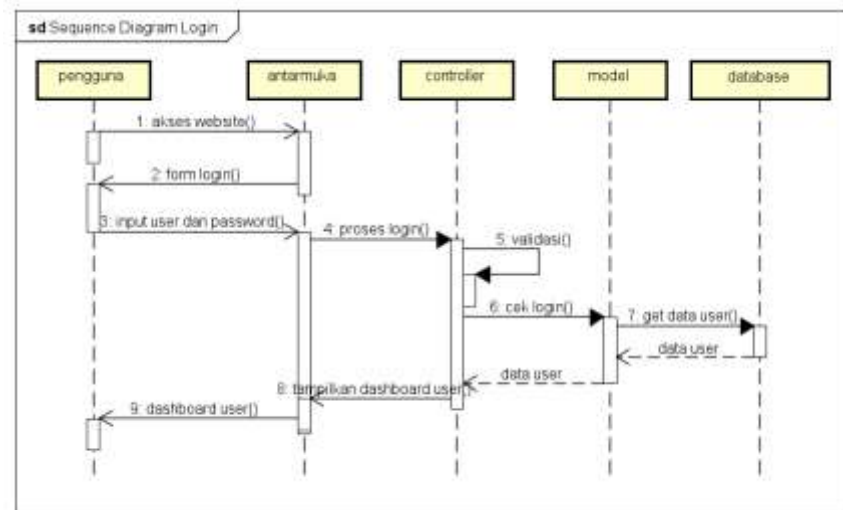 sd Sequence Diagram Login
pengguna
antarmuka
controller
model
database
1: akses website()
2: form login()
3: input user dan password()
4: proses login()
5: validasi()
6: cek login()
7: get data user()
data user
data user
8: tampilkan dashboard user()
9: dashboard user()